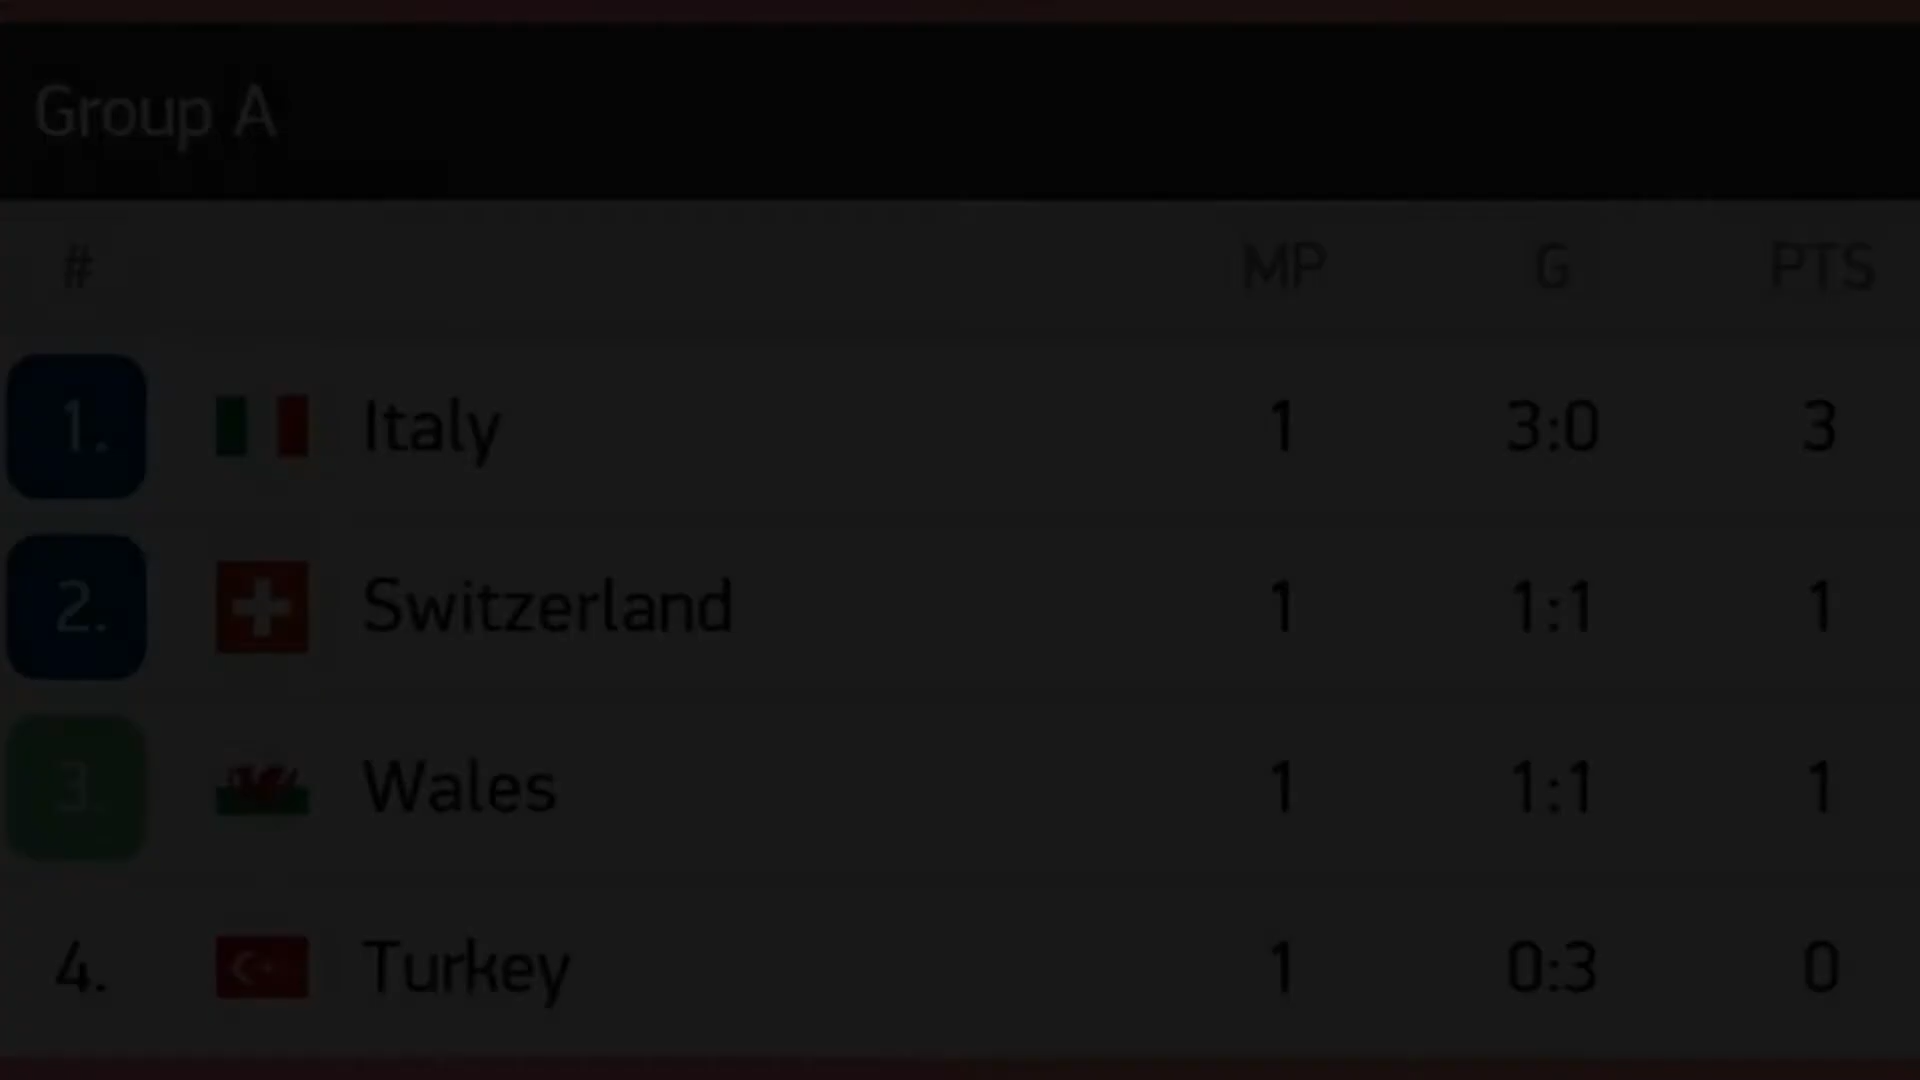 Group A
# MP G PTS
1. Italy 1 3:0 3
2. Switzerland 1 1:1 1
3. Wales 1 1:1 1
4. Turkey 1 0:3 0